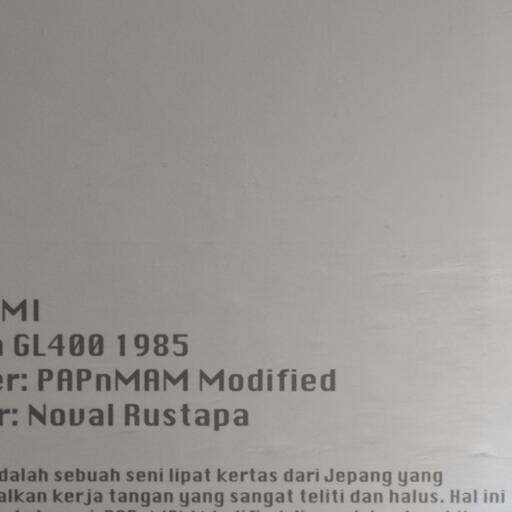 MI
GL400 1985
er: PAPnMAM Modified
r: Noval Rustapa
dalah sebuah seni lipat kertas dari Jepang yang
alkan kerja tangan yang sangat teliti dan halus. Hal ini